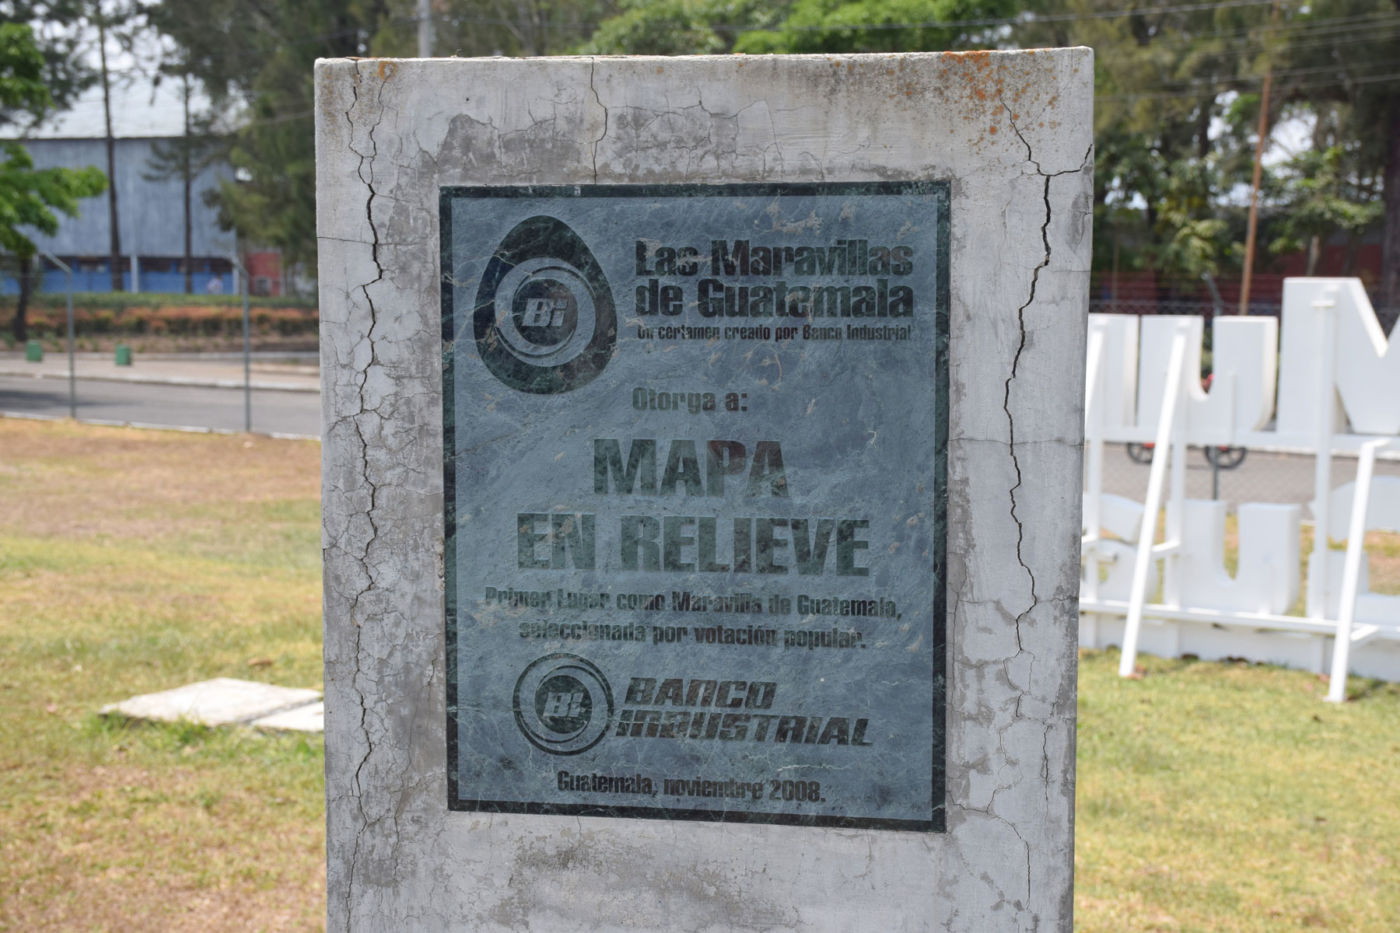 Bi
Las Maravillas
de Guatemala
Un certamen creado por Banco Industrial
Otorga a:
MAPA
EN RELIEVE
Primer Lugar como Maravilla de Guatemala,
seleccionada por votación popular.
Bi
BANCO
INDUSTRIAL
Guatemala, noviembre 2008.